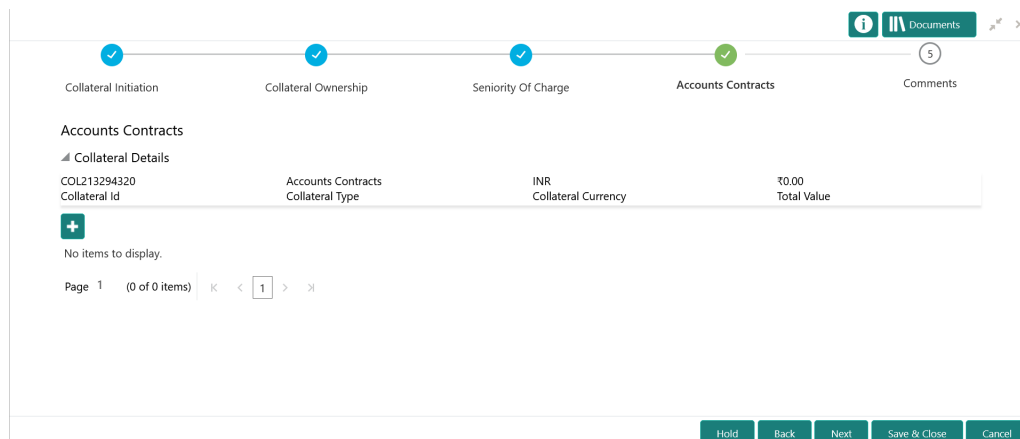 Documents
5
Collateral Initiation
Collateral Ownership
Seniority Of Charge
Accounts Contracts
Comments
Accounts Contracts
Collateral Details
COL213294320 Accounts Contracts INR ₹0.00
Collateral Id Collateral Type Collateral Currency Total Value
No items to display.
Page 1 (0 of 0 items) 1
Hold Back Next Save & Close Cancel